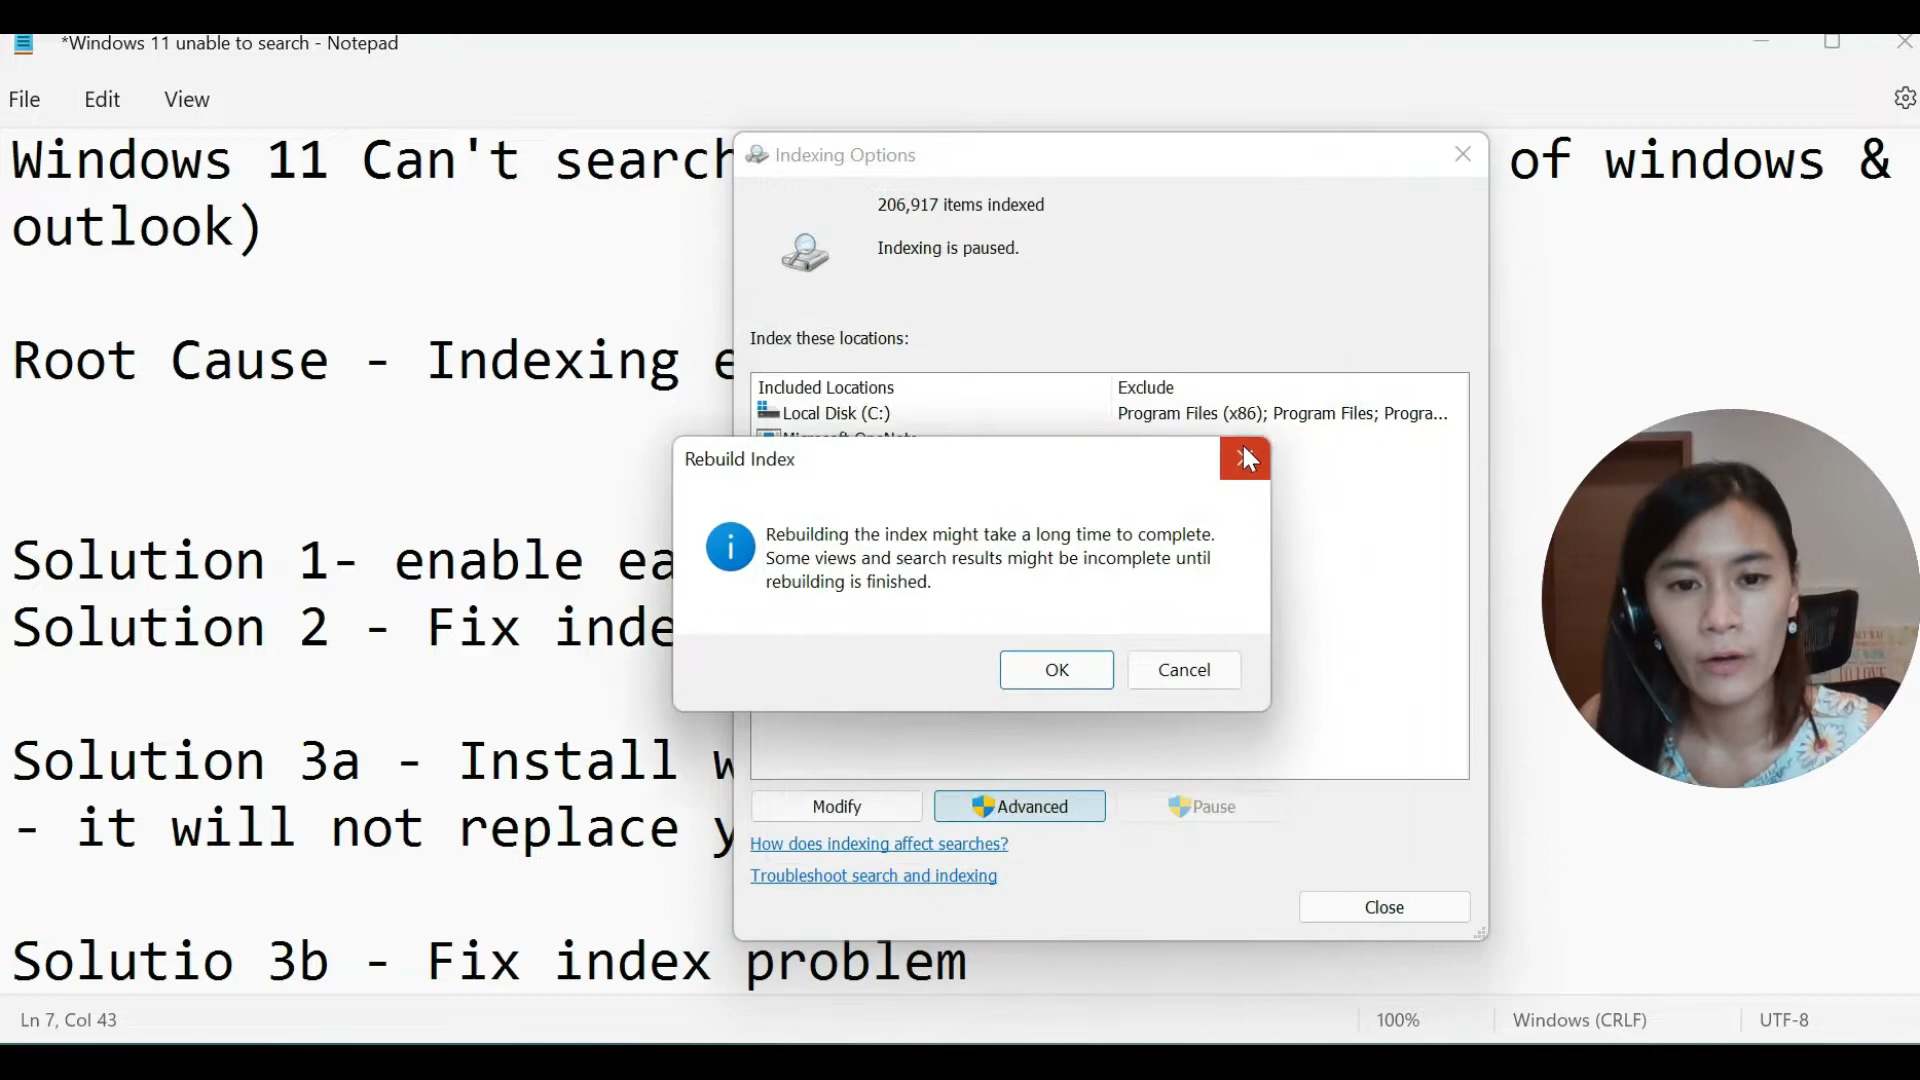 *Windows 11 unable to search - Notepad
File Edit View
Windows 11 Can't search of windows &
outlook)
Root Cause - Indexing
Solution 1- enable
Solution 2 - Fix
Solution 3a - Install
- it will not replace
Solutio 3b - Fix index problem
Ln 7, Col 43 100% Windows (CRLF) UTF-8
Indexing Options
206,917 items indexed
Indexing is paused.
Index these locations:
Included Locations Exclude
Local Disk (C:) Program Files (x86); Program Files; Progra...
Microsoft OneNote
Rebuild Index
Rebuilding the index might take a long time to complete.
Some views and search results might be incomplete until
rebuilding is finished.
OK Cancel
Modify Advanced Pause
How does indexing affect searches?
Troubleshoot search and indexing
Close